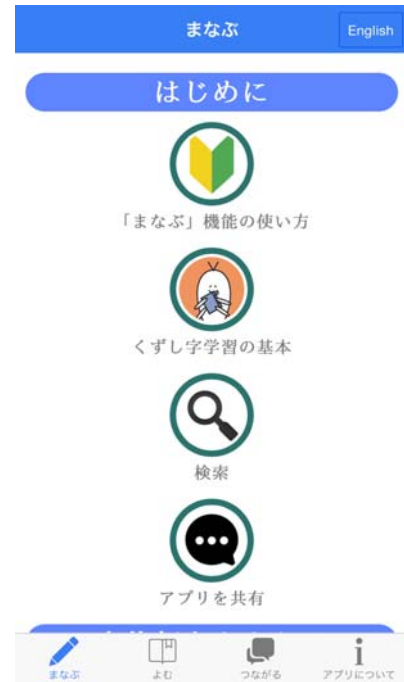 まなぶ
English
はじめに
「まなぶ」機能の使い方
くずし字学習の基本
検索
アプリを共有
まなぶ
よむ
つながる
アプリについて